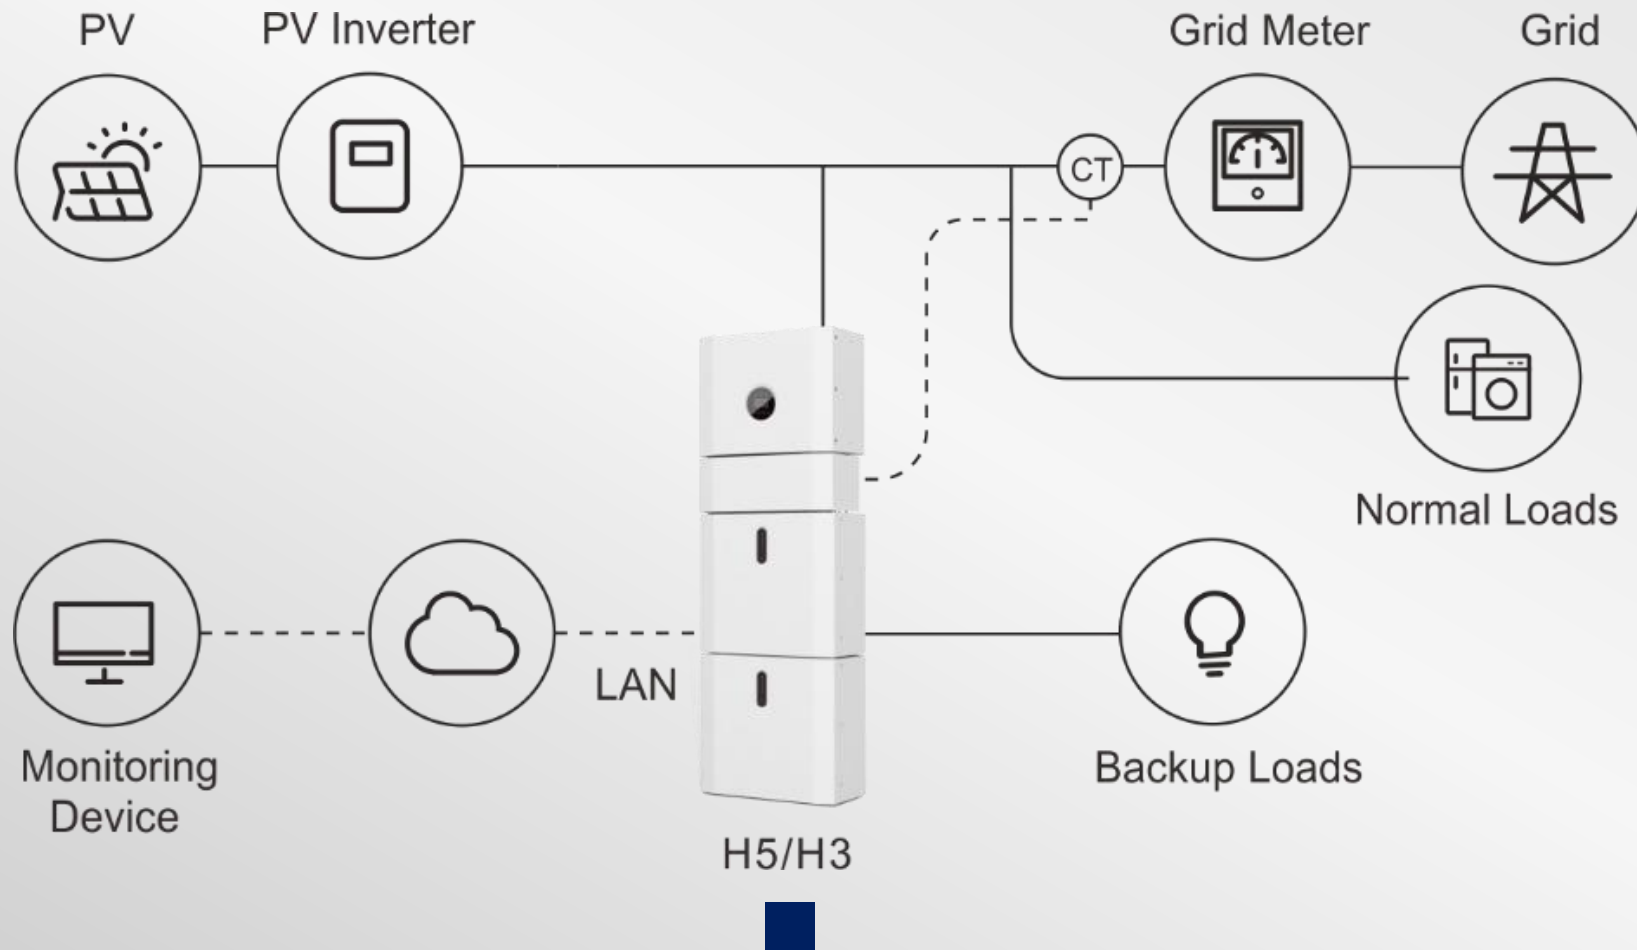 PV
PV Inverter
Grid Meter
Grid
CT
Normal Loads
LAN
Monitoring
Device
Backup Loads
H5/H3